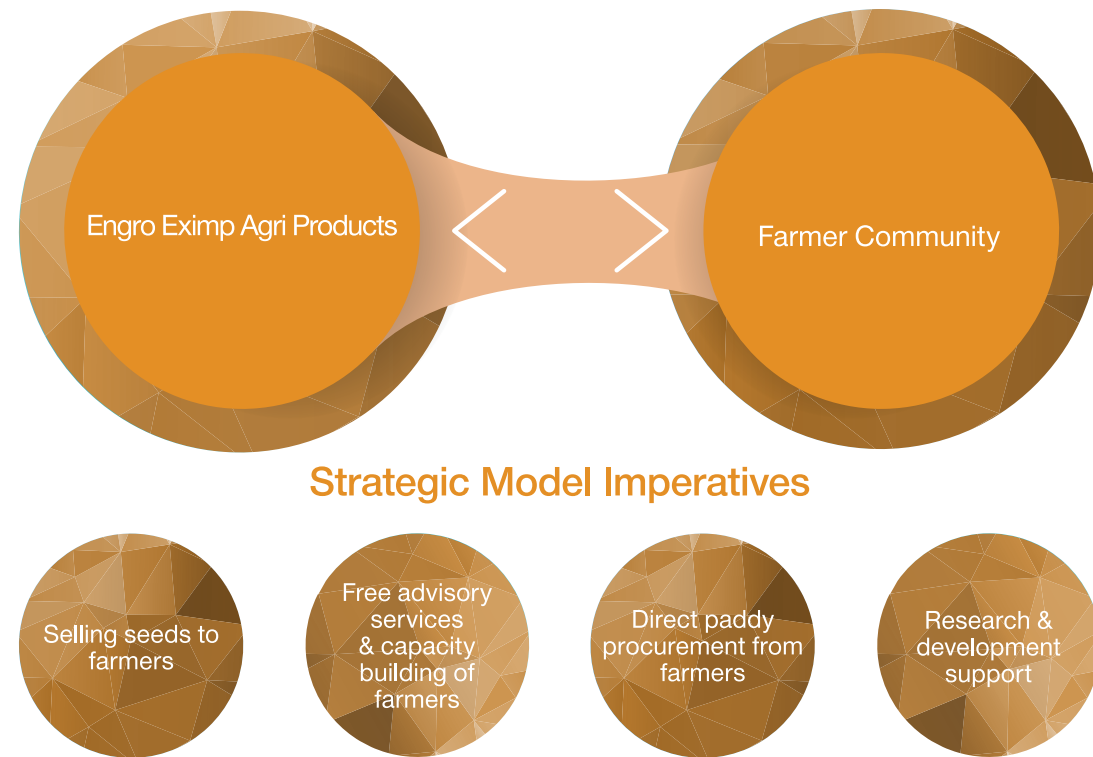 Engro Eximp Agri Products
Farmer Community
Strategic Model Imperatives
Selling seeds to
farmers
Free advisory
services
& capacity
building of
farmers
Direct paddy
procurement from
farmers
Research &
development
support